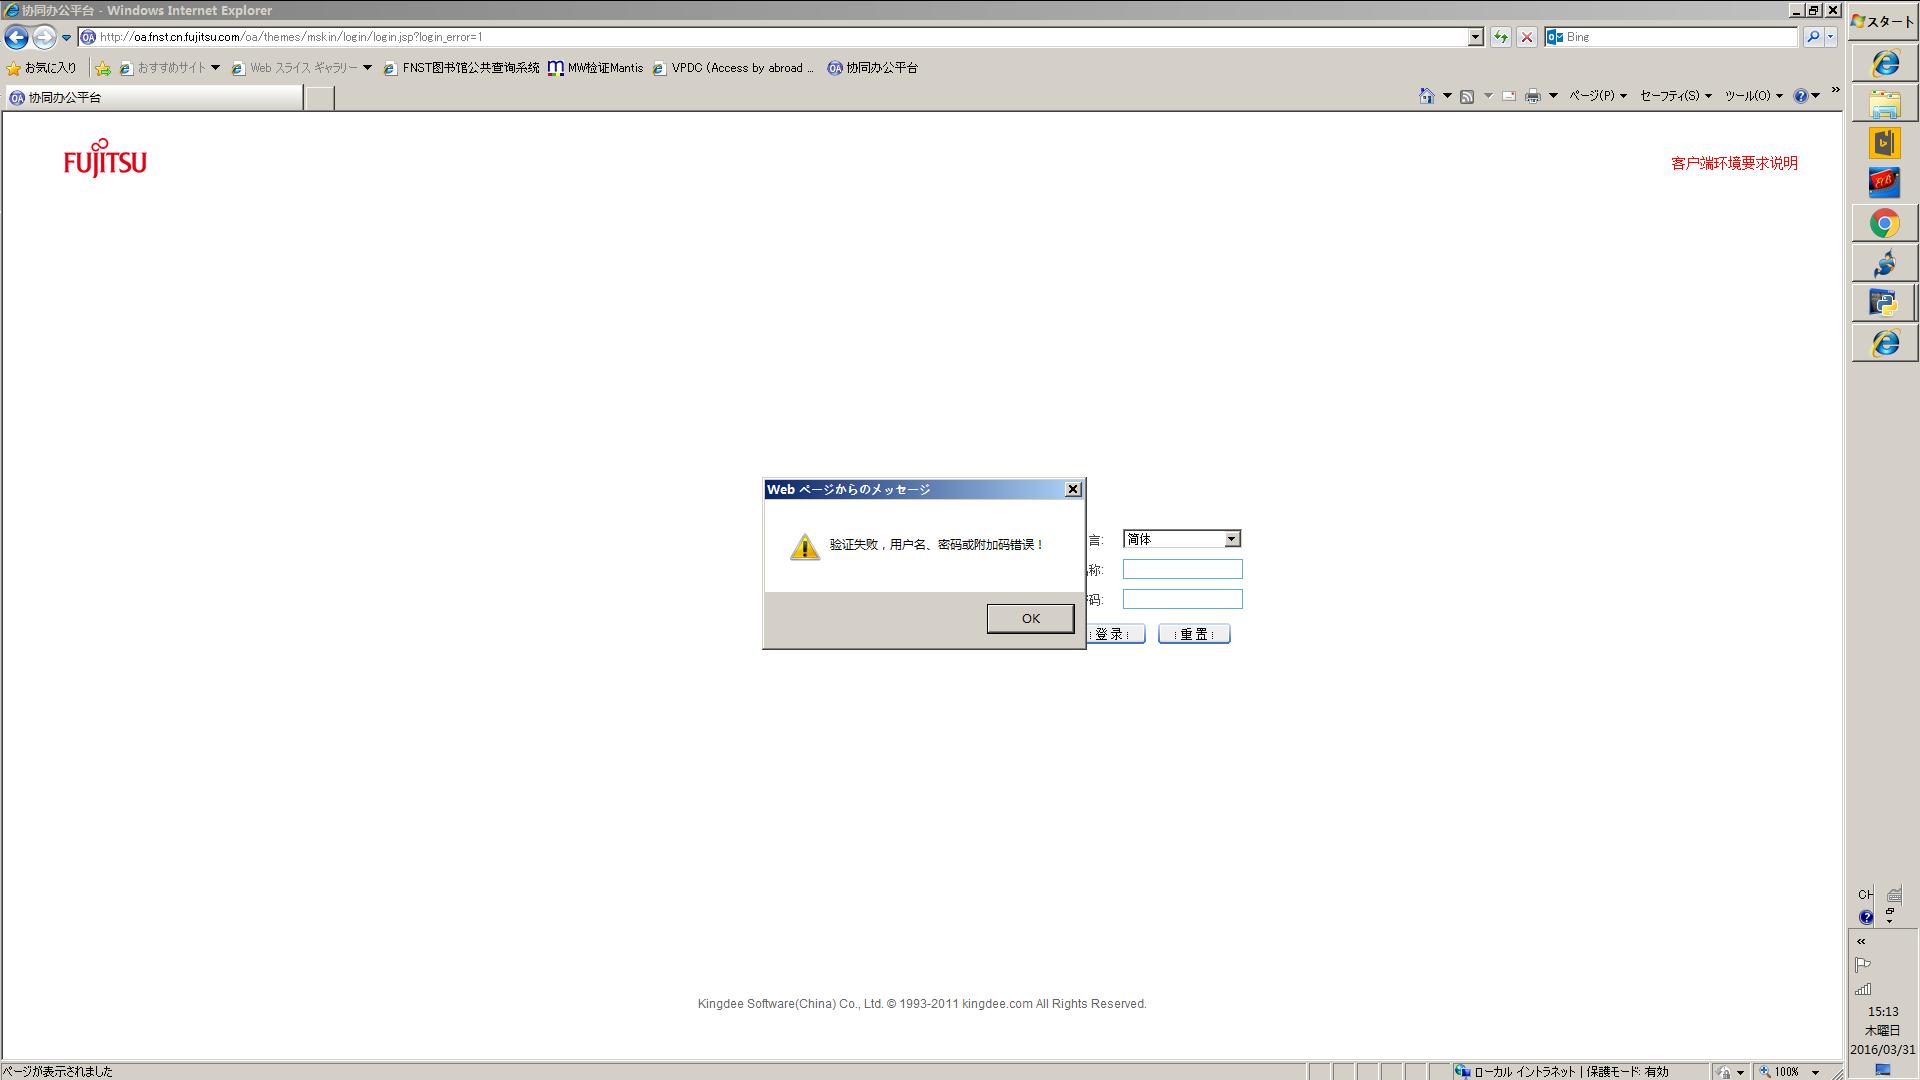 协同办公平台 - Windows Internet Explorer
http://oa.fnst.cn.fujitsu.com/oa/themes/mskin/login/login.jsp?login_error=1
Bing
お気に入り
おすすめサイト
Web スライス ギャラリー
FNST图书馆公共查询系统
MW验证Mantis
VPDC (Access by abroad ...
协同办公平台
协同办公平台
ページ(P)
セーフティ(S)
ツール(O)
FUJITSU
客户端环境要求说明
Web ページからのメッセージ
验证失败，用户名、密码或附加码错误！
OK
言:
简体
称:
码:
登录
重置
Kingdee Software(China) Co., Ltd. © 1993-2011 kingdee.com All Rights Reserved.
ページが表示されました
ローカル イントラネット | 保護モード: 有効
100%
スタート
CH
15:13
木曜日
2016/03/31